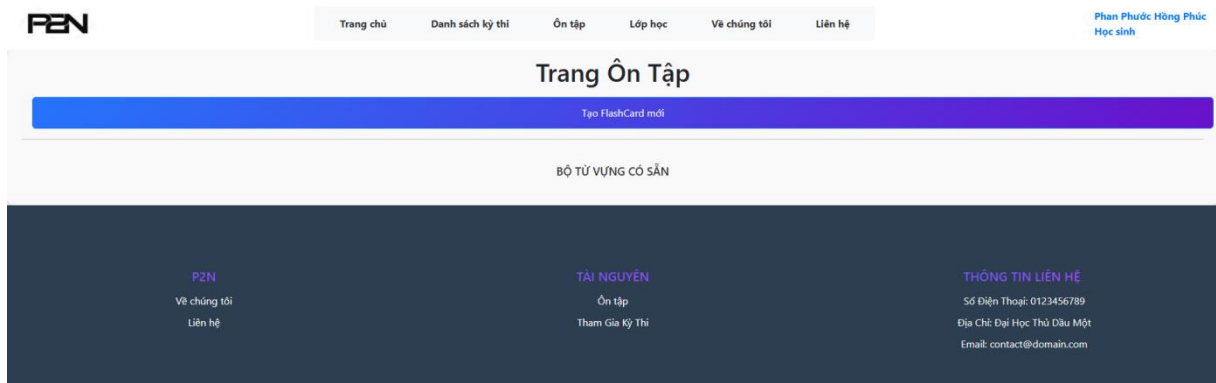 P2N
Trang chủ Danh sách kỳ thi Ôn tập Lớp học Về chúng tôi Liên hệ
Phan Phước Hồng Phúc
Học sinh
Trang Ôn Tập
Tạo FlashCard mới
BỘ TỪ VỰNG CÓ SẴN
P2N
Về chúng tôi
Liên hệ
TÀI NGUYÊN
Ôn tập
Tham Gia Kỳ Thi
THÔNG TIN LIÊN HỆ
Số Điện Thoại: 0123456789
Địa Chỉ: Đại Học Thủ Dầu Một
Email: contact@domain.com